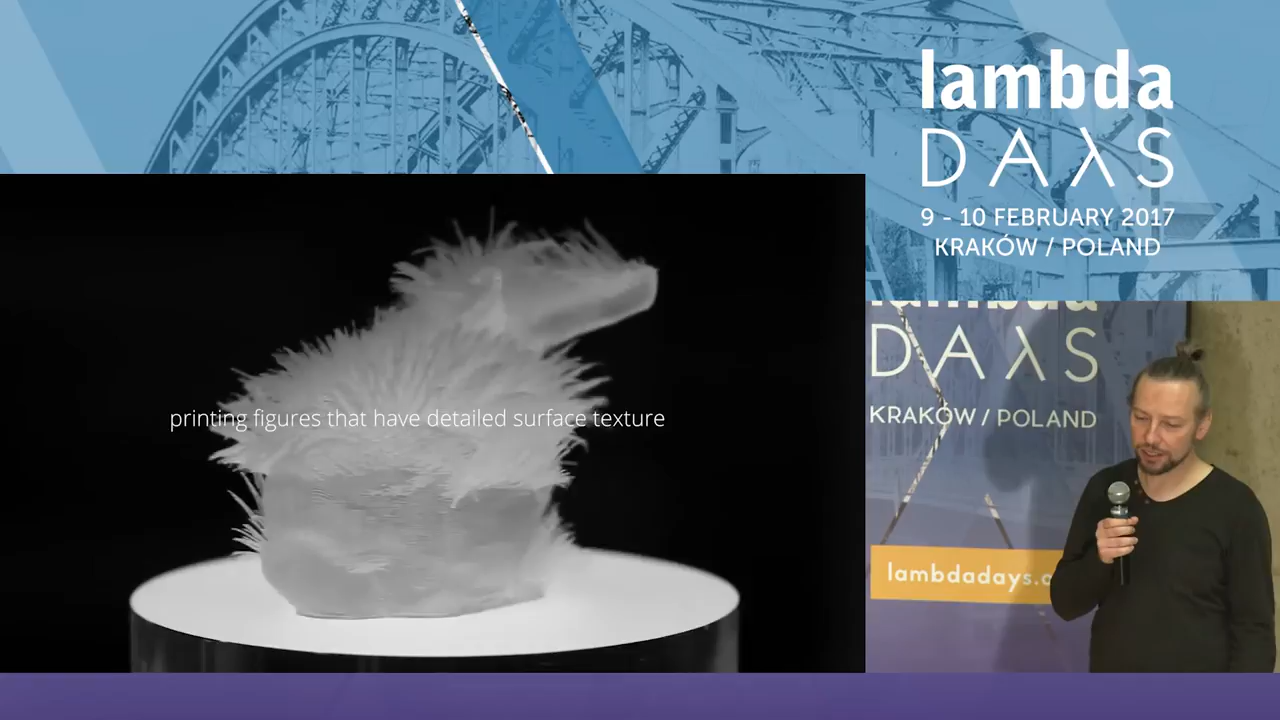 lambda
DAλS
9 - 10 FEBRUARY 2017
KRAKÓW / POLAND
printing figures that have detailed surface texture
lambda
DAλS
KRAKÓW / POLAND
lambdadays.o